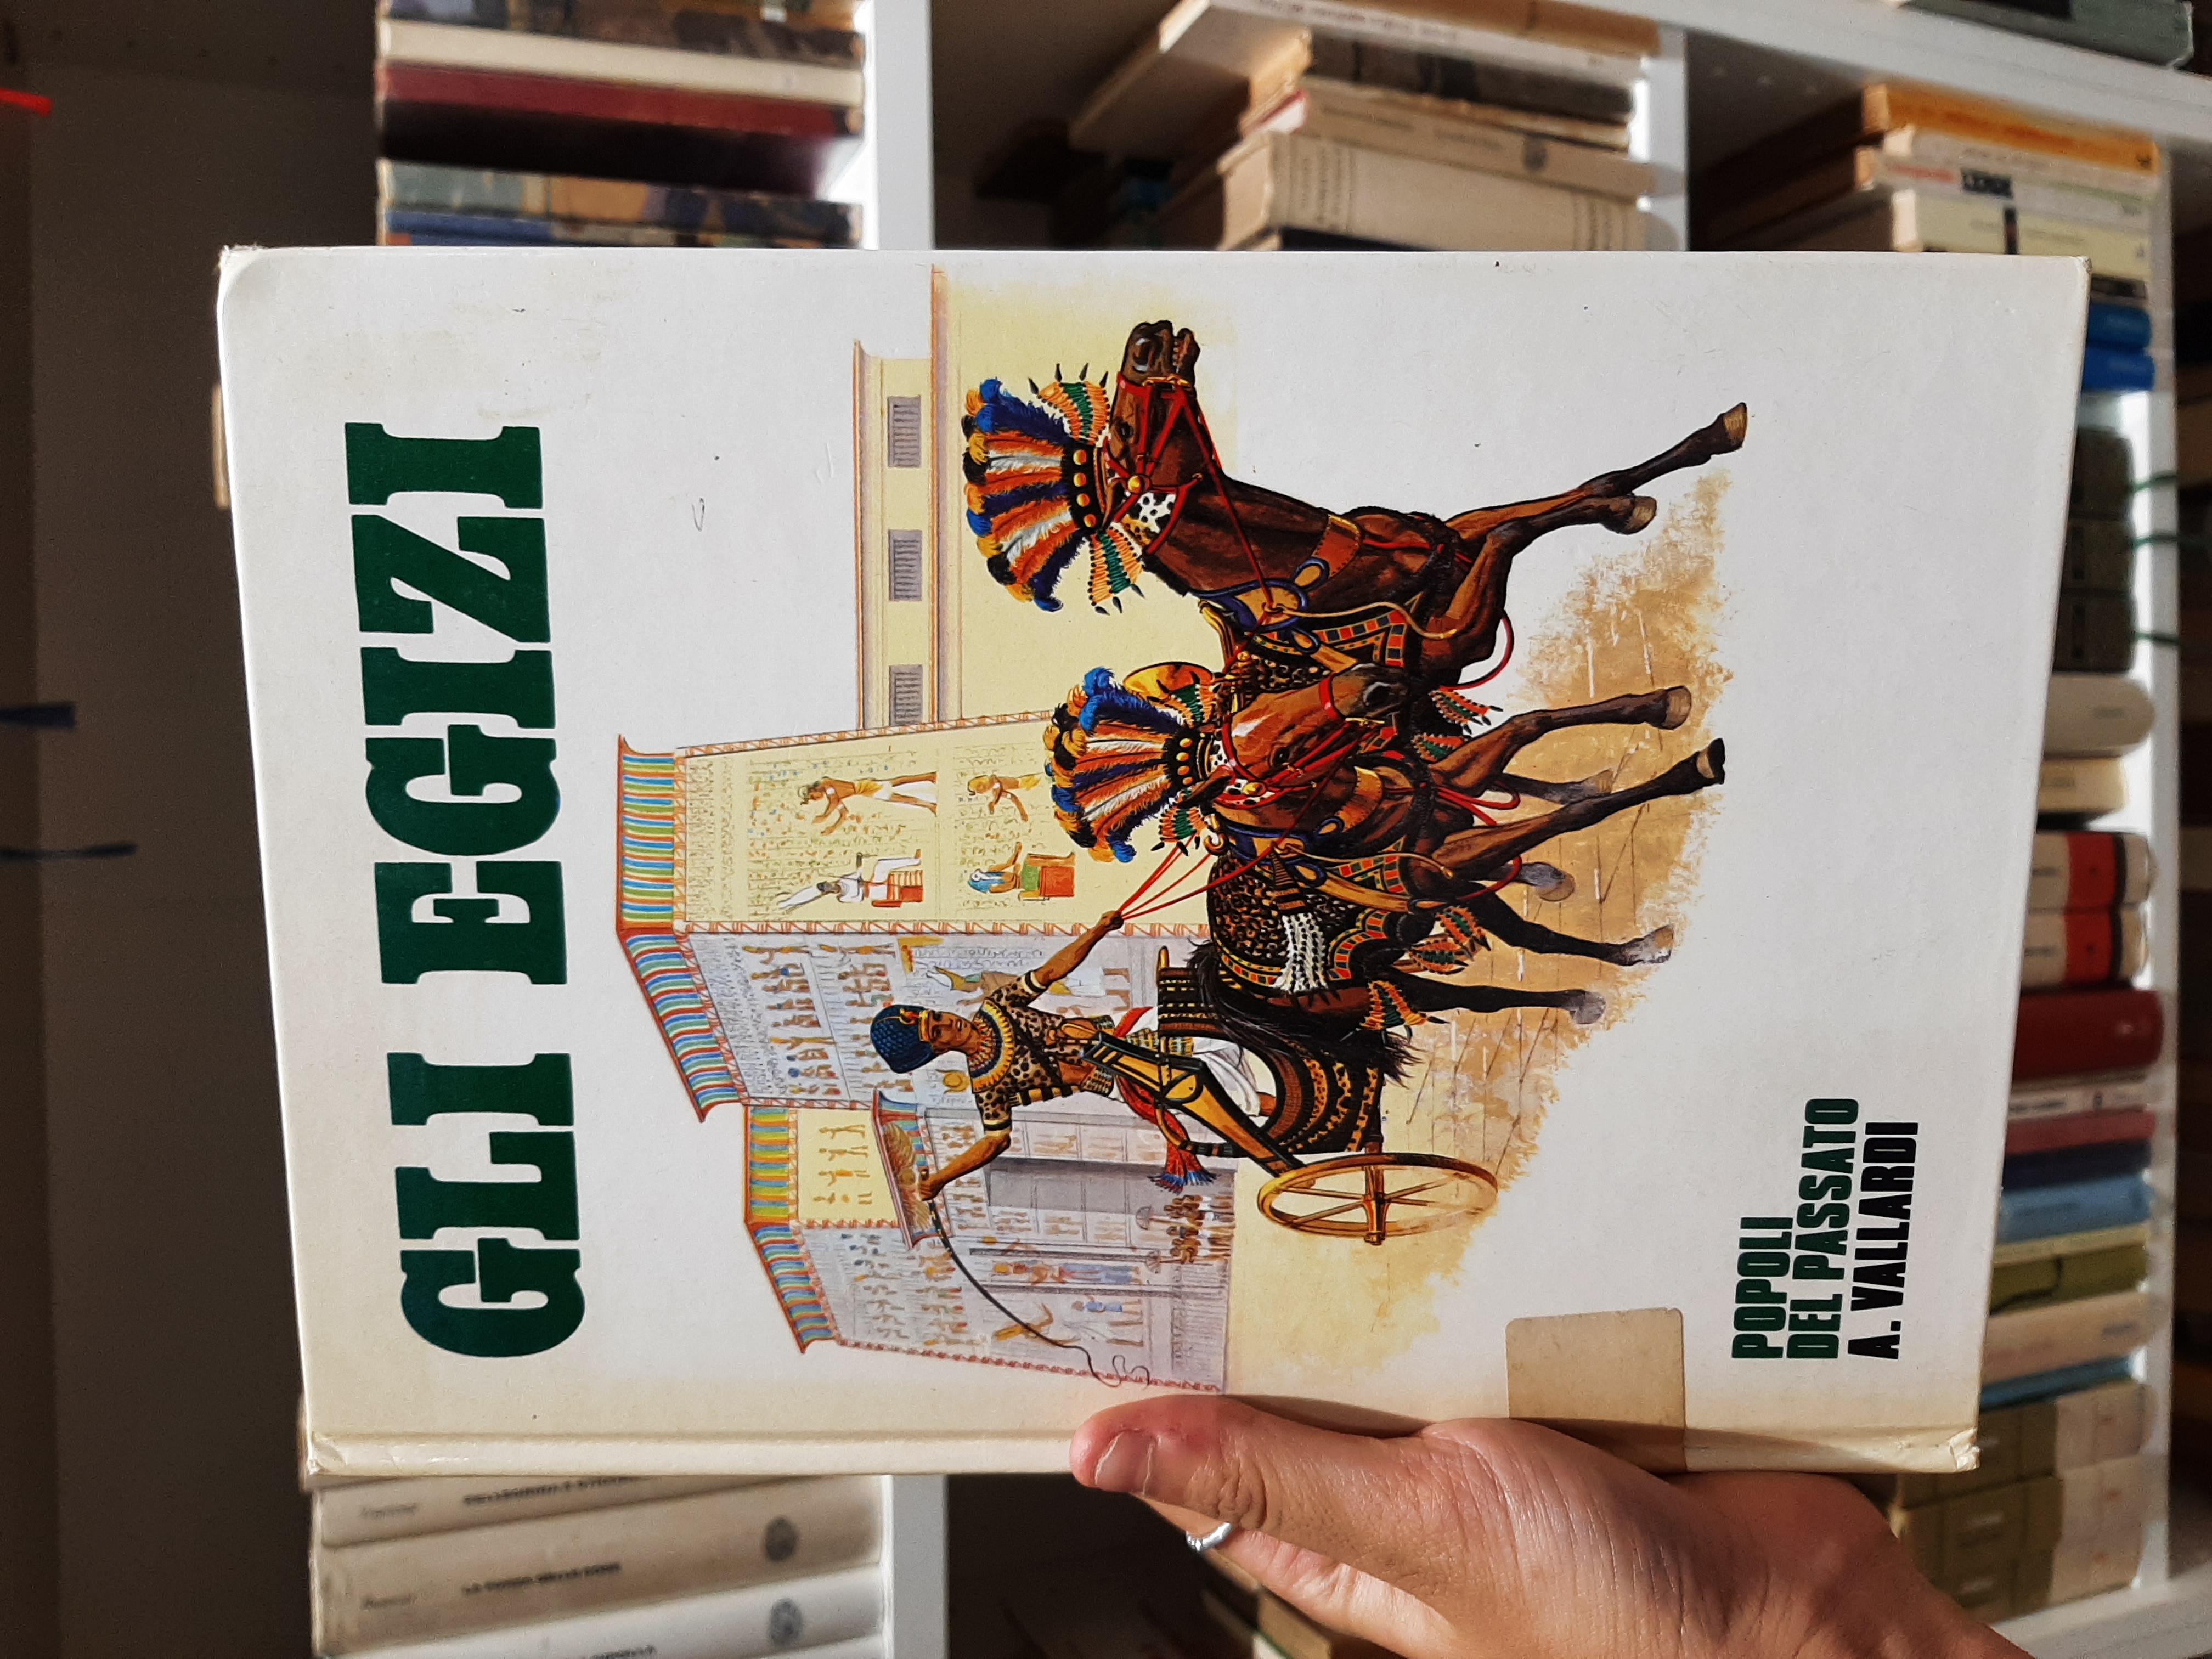 GLI EGIZI
POPOLI
DEL PASSATO
A. VALLARDI